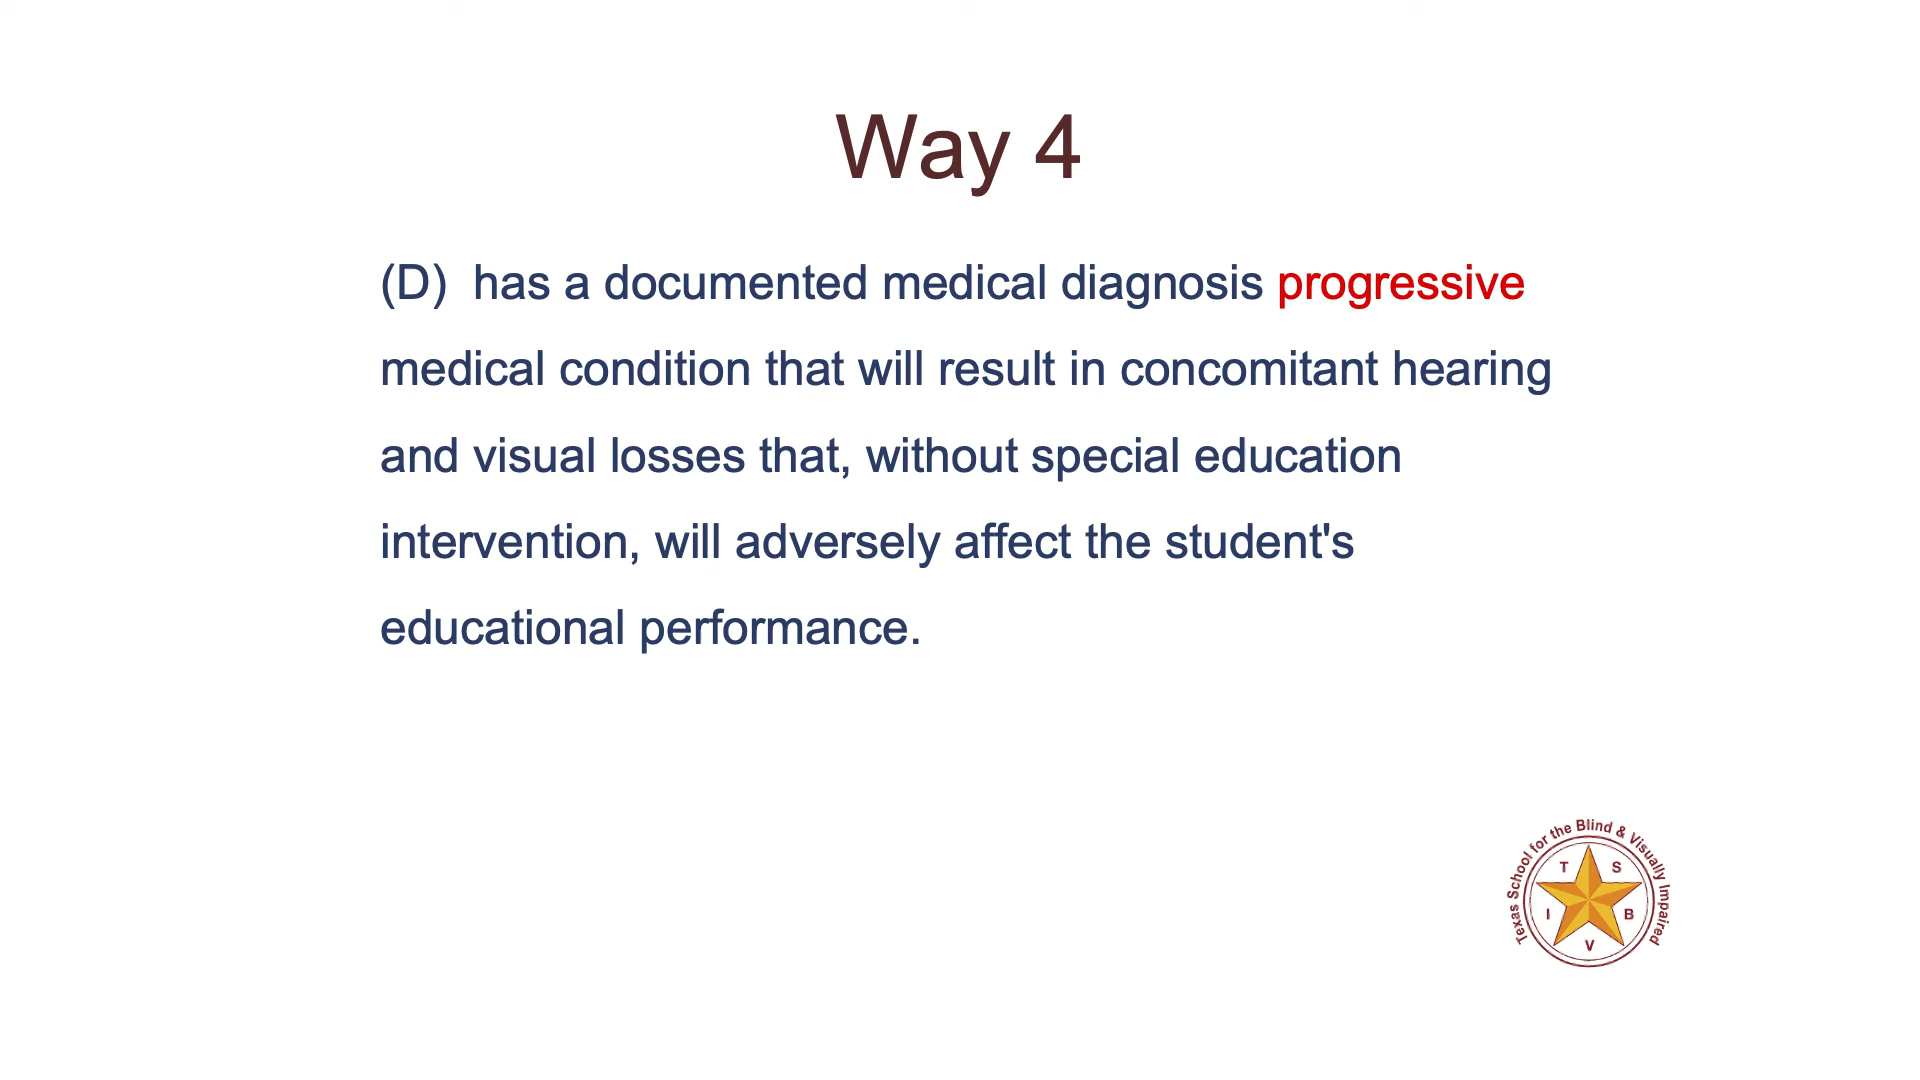 Way 4
(D)  has a documented medical diagnosis progressive
medical condition that will result in concomitant hearing
and visual losses that, without special education
intervention, will adversely affect the student's
educational performance.
Texas School for the Blind & Visually Impaired
T S
I B
V